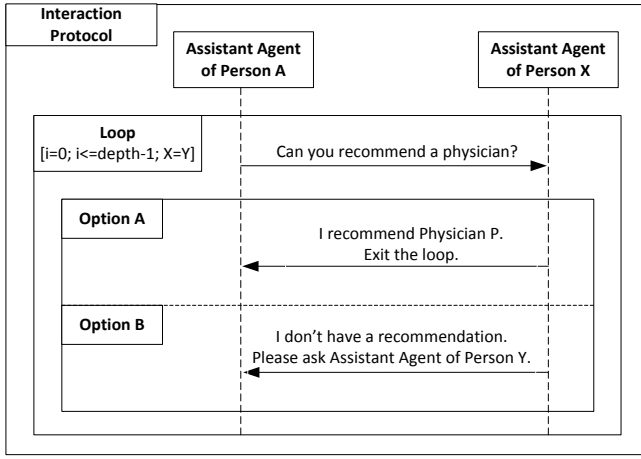 Interaction
Protocol
Assistant Agent
of Person A
Assistant Agent
of Person X
Loop
[i=0; i<=depth-1; X=Y]
Can you recommend a physician?
Option A
I recommend Physician P.
Exit the loop.
Option B
I don't have a recommendation.
Please ask Assistant Agent of Person Y.